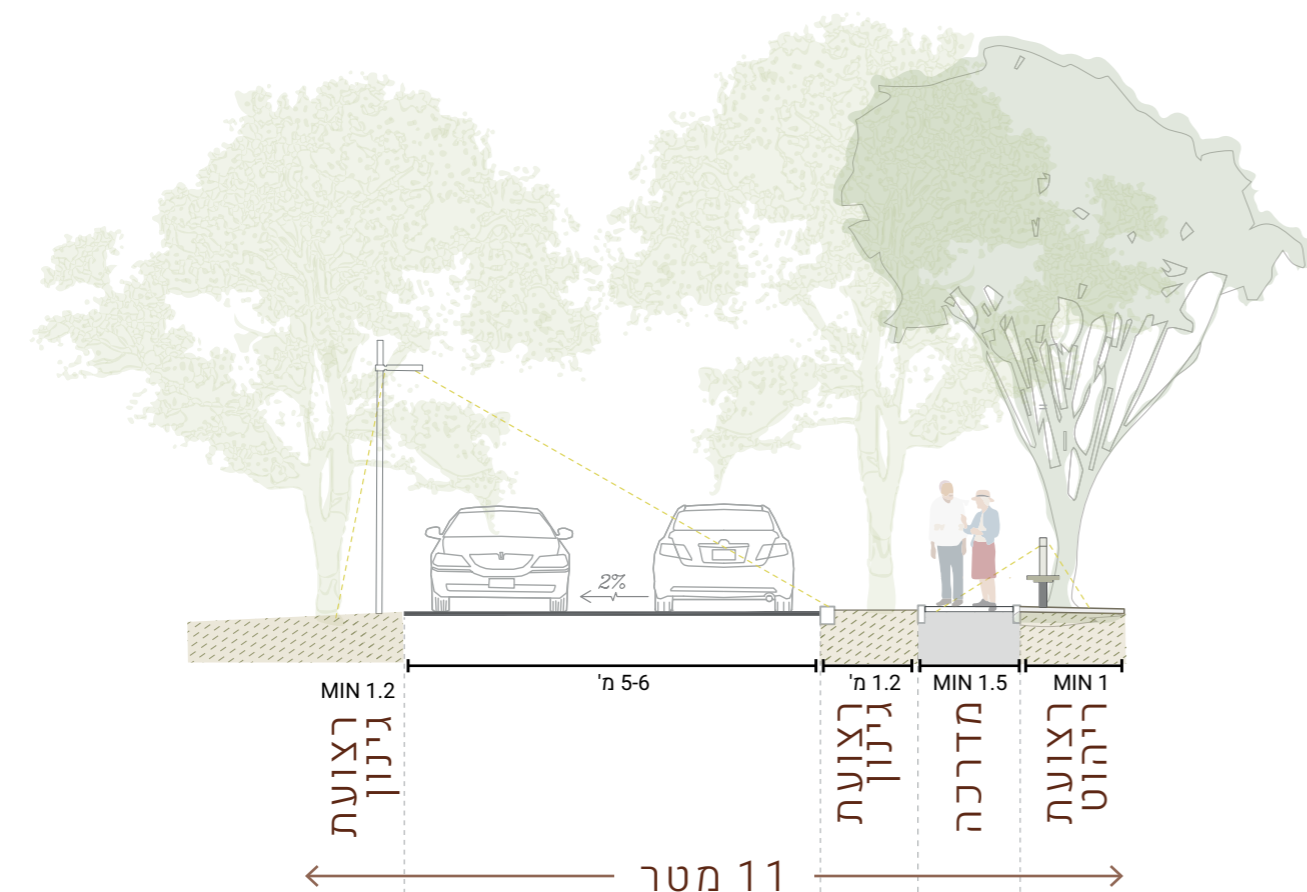 2%
MIN 1.2
5-6 מ'
1.2 מ'
MIN 1.5
MIN 1
רצועת
גינון
רצועת
גינון
מדרכה
רצועת
ריהוט
11 מטר